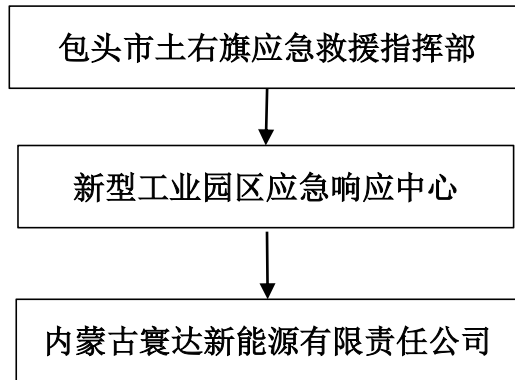 包头市土右旗应急救援指挥部
新型工业园区应急响应中心
内蒙古寰达新能源有限责任公司